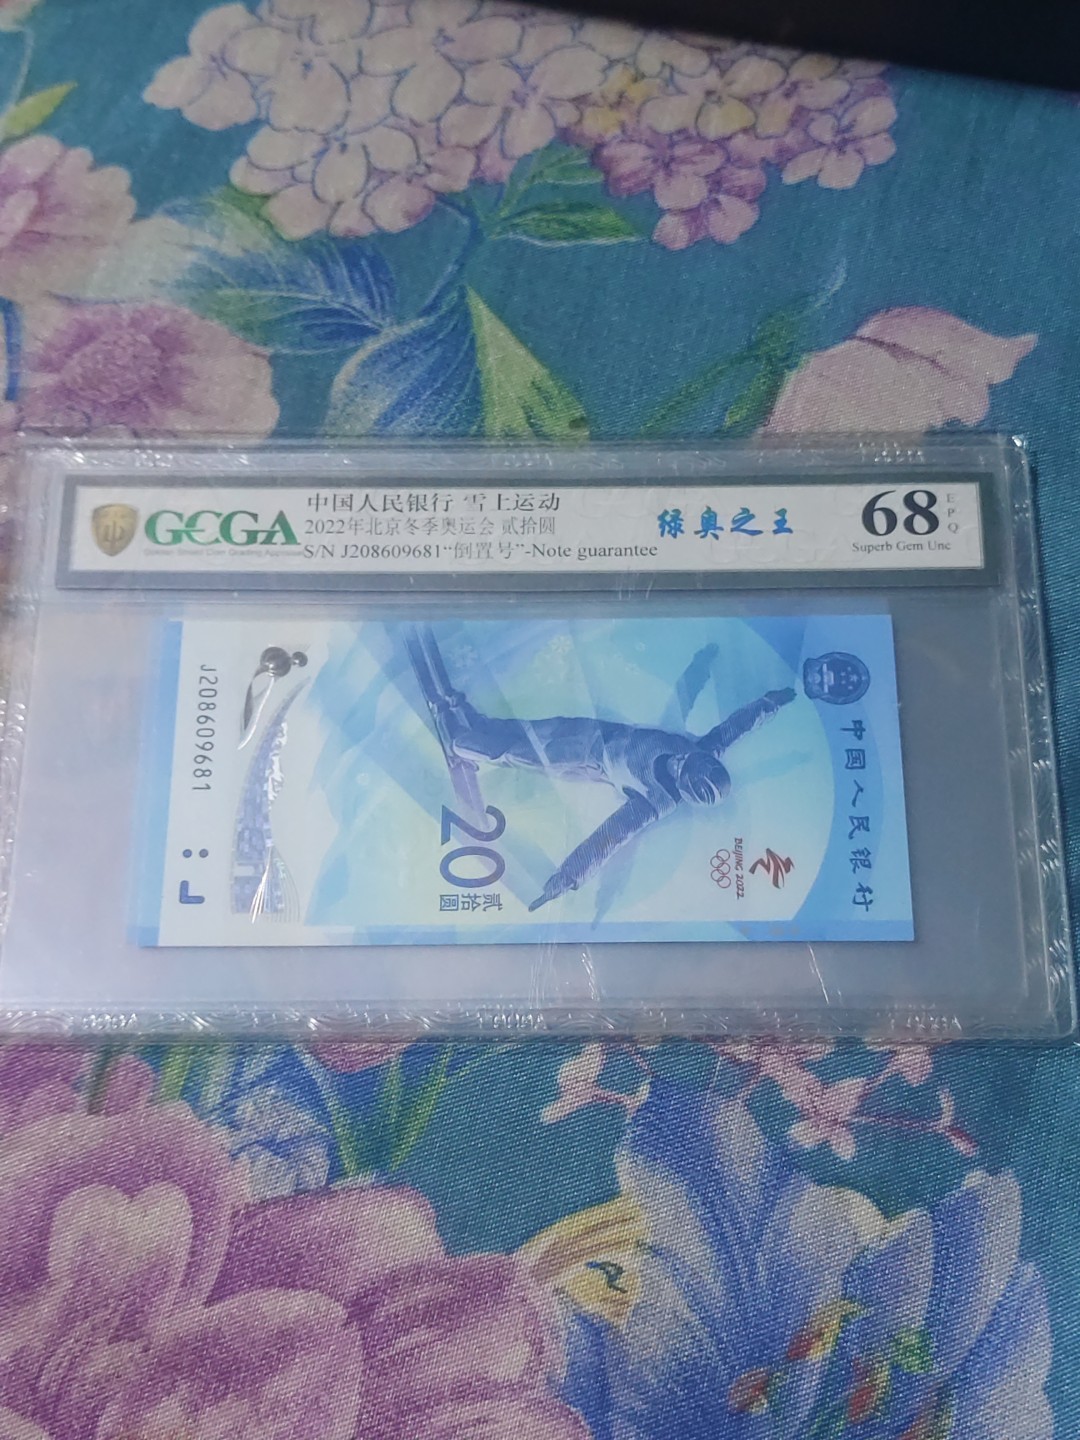 GCGA
中国人民银行 雪上运动
2022年北京冬季奥运会 贰拾圆
S/N J208609681“倒置号”-Note guarantee
绿奥之王
68
EPQ
Superb Gem Unc
J208609681
20
贰拾圆
BEIJING 2022
中国人民银行